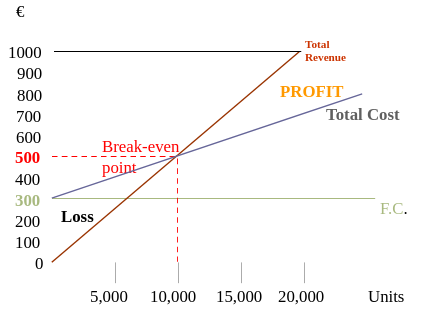 €
Total
Revenue
1000
900
PROFIT
800
Total Cost
700
600
Break-even
500
point
400
300
F.C.
Loss
200
100
0
5,000
10,000
15,000
20,000
Units